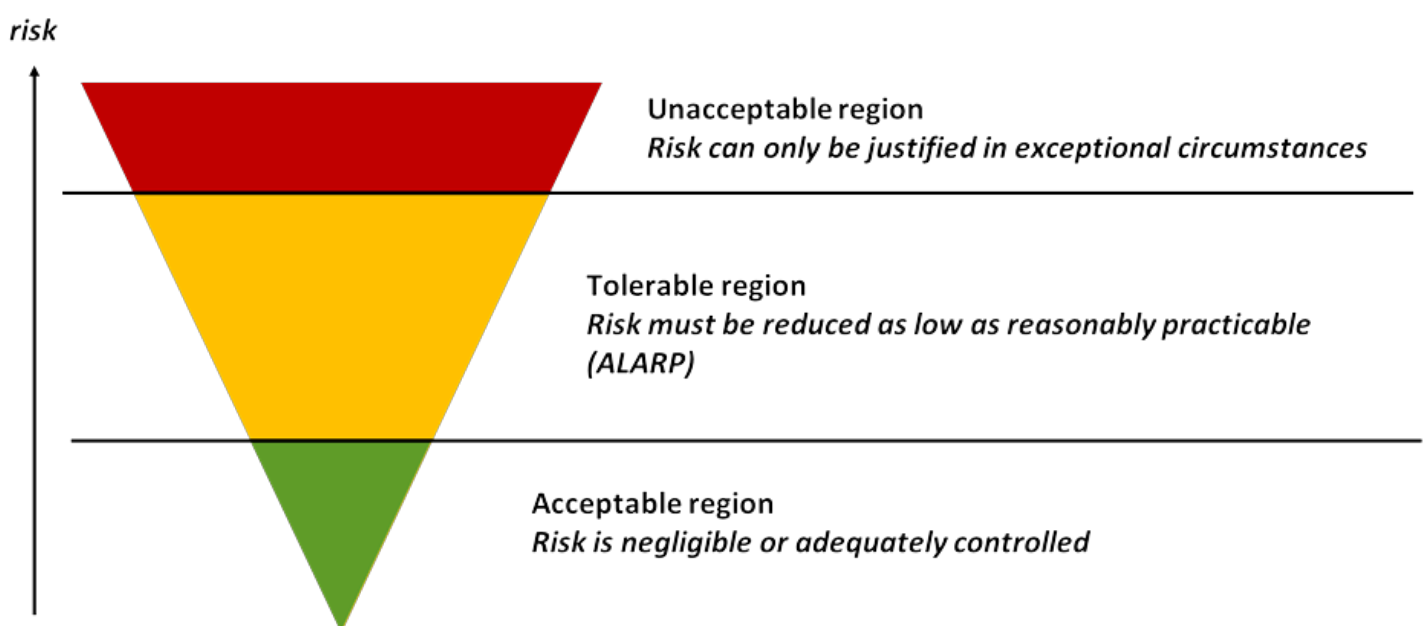 risk
Unacceptable region
Risk can only be justified in exceptional circumstances
Tolerable region
Risk must be reduced as low as reasonably practicable
(ALARP)
Acceptable region
Risk is negligible or adequately controlled